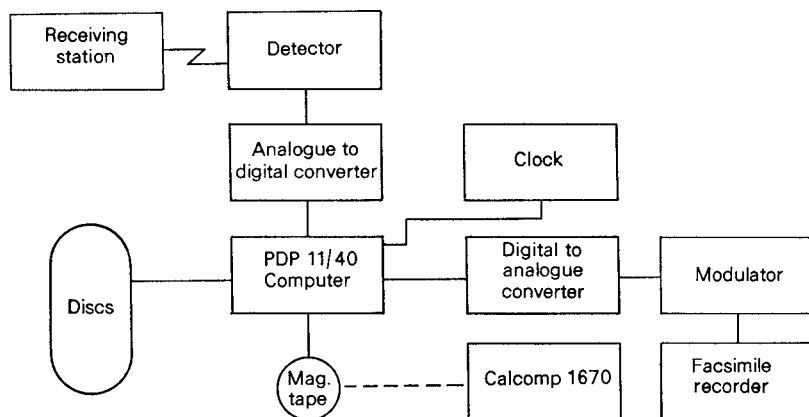 Receiving
station
Detector
Analogue to
digital converter
Clock
Discs
PDP 11/40
Computer
Digital to
analogue
converter
Modulator
Mag.
tape
Calcomp 1670
Facsimile
recorder